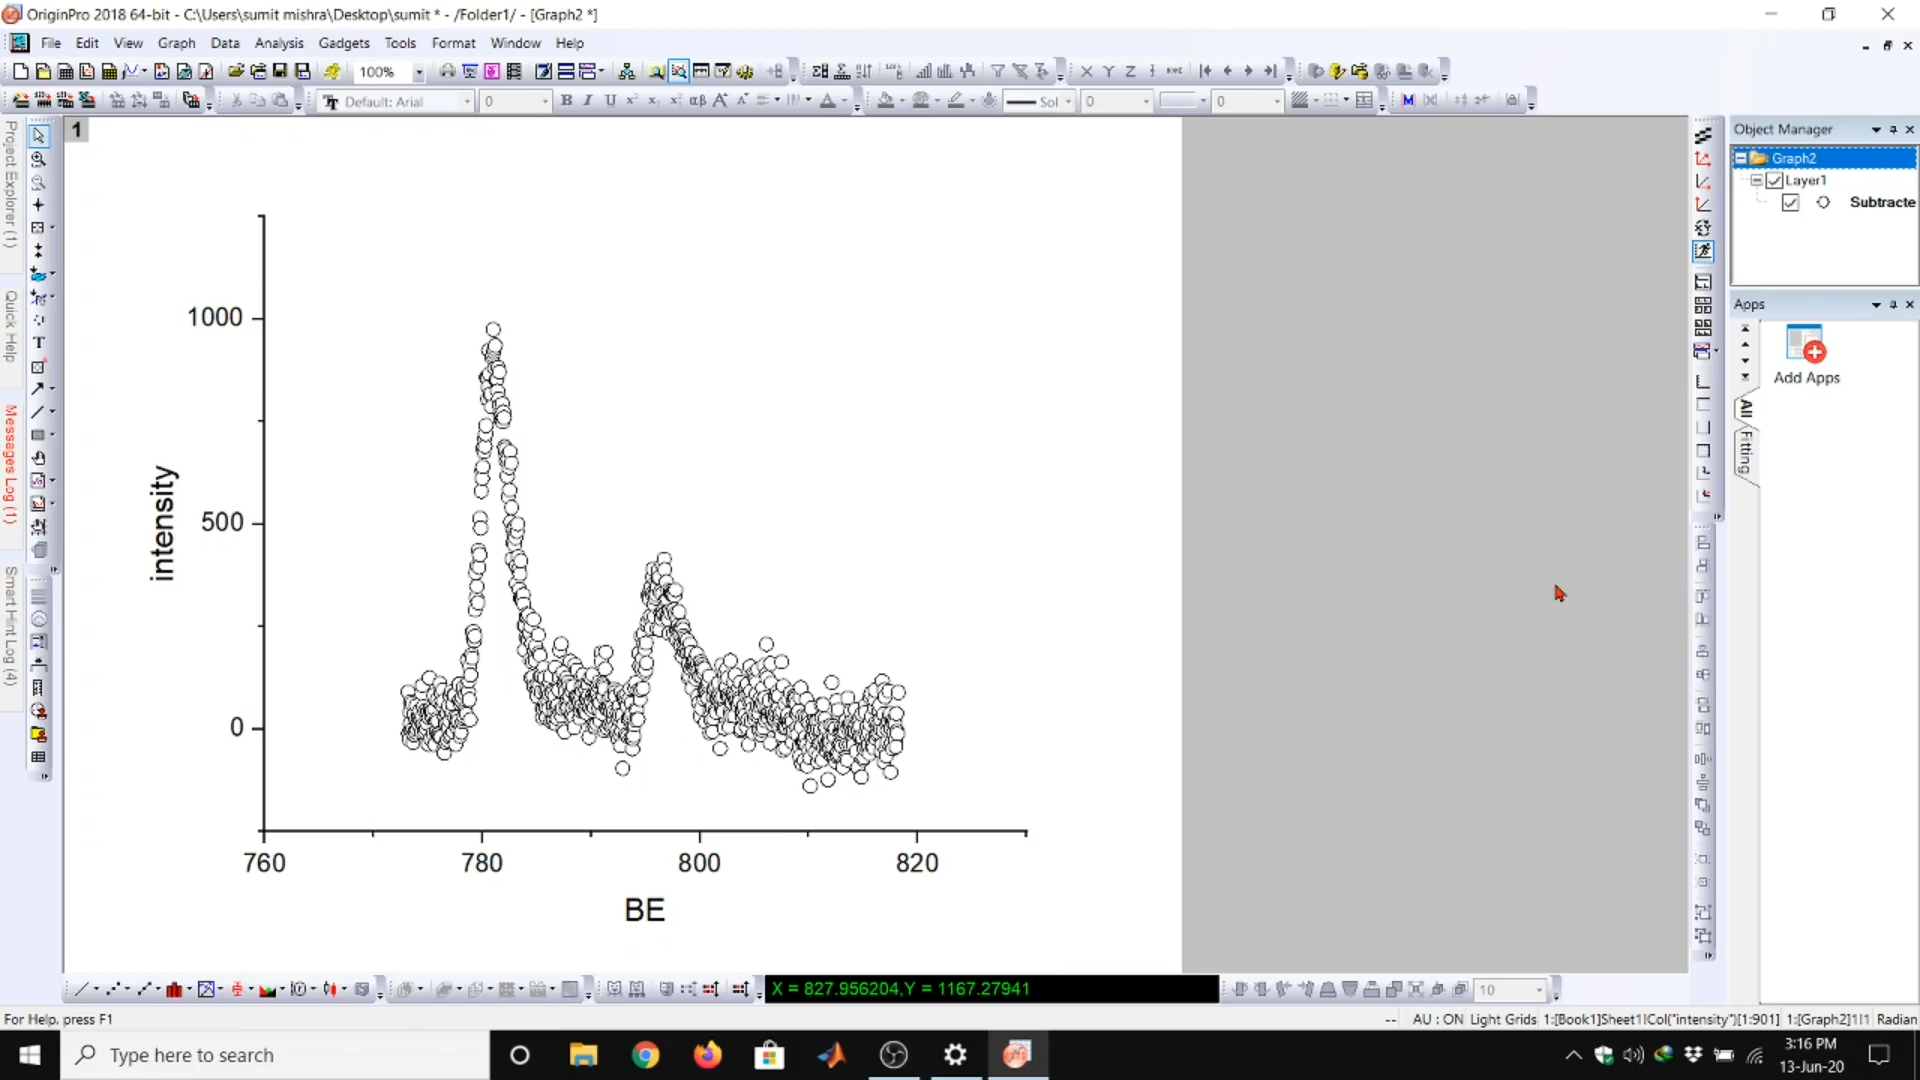 OriginPro 2018 64-bit - C:\Users\sumit mishra\Desktop\sumit * - /Folder1/ - [Graph2 *]
File Edit View Graph Data Analysis Gadgets Tools Format Window Help
100%
X Y Z
Default: Arial 0 B I U αβ A A A Sol 0 0
Project Explorer (1)
Quick Help
Messages Log (1)
Smart Hint Log (4)
T
1
1000
500
0
intensity
760 780 800 820
BE
Object Manager
Graph2
Layer1
Subtracte
Apps
Add Apps
All
Fitting
X = 827.956204,Y = 1167.27941
10
For Help, press F1
-- AU : ON Light Grids 1:[Book1]Sheet1!Col("intensity")[1:901] 1:[Graph2]1!1 Radian
Type here to search
3:16 PM
13-Jun-20